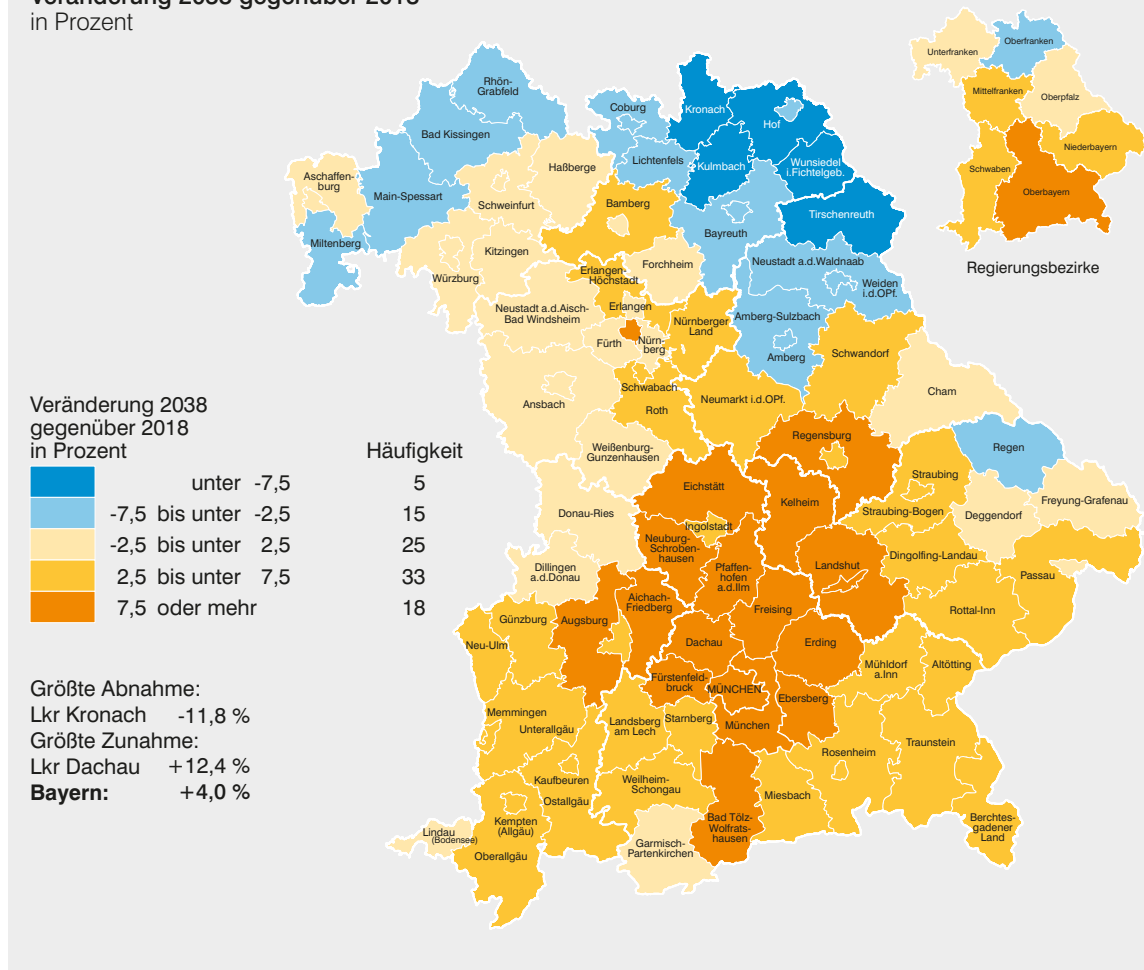 in Prozent
Unterfranken
Oberfranken
Mittelfranken
Oberpfalz
Niederbayern
Schwaben
Oberbayern
Regierungsbezirke
Rhön-
Grabfeld
Coburg
Kronach
Hof
Bad Kissingen
Lichtenfels
Kulmbach
Wunsiedel
i.Fichtelgeb.
Aschaffen-
burg
Haßberge
Main-Spessart
Schweinfurt
Bamberg
Tirschenreuth
Miltenberg
Bayreuth
Kitzingen
Würzburg
Forchheim
Neustadt a.d.Waldnaab
Erlangen-
Höchstadt
Weiden
i.d.OPf.
Neustadt a.d.Aisch-
Bad Windsheim
Erlangen
Nürnberger
Land
Amberg-Sulzbach
Fürth
Nürn-
berg
Amberg
Schwandorf
Ansbach
Schwabach
Roth
Neumarkt i.d.OPf.
Cham
Weißenburg-
Gunzenhausen
Regensburg
Regen
Eichstätt
Kelheim
Straubing
Freyung-Grafenau
Donau-Ries
Ingolstadt
Straubing-Bogen
Deggendorf
Neuburg-
Schroben-
hausen
Dillingen
a.d.Donau
Pfaffen-
hofen
a.d.Ilm
Landshut
Dingolfing-Landau
Passau
Günzburg
Augsburg
Aichach-
Friedberg
Freising
Rottal-Inn
Neu-Ulm
Dachau
Erding
Mühldorf
a.Inn
Altötting
Fürstenfeld-
bruck
MÜNCHEN
Ebersberg
Memmingen
Unterallgäu
Landsberg
am Lech
Starnberg
München
Rosenheim
Traunstein
Kaufbeuren
Ostallgäu
Weilheim-
Schongau
Miesbach
Bad Tölz-
Wolfrats-
hausen
Berchtes-
gadener
Land
Lindau
(Bodensee)
Kempten
(Allgäu)
Oberallgäu
Garmisch-
Partenkirchen
Veränderung 2038
gegenüber 2018
in Prozent Häufigkeit
unter -7,5 5
-7,5 bis unter -2,5 15
-2,5 bis unter 2,5 25
2,5 bis unter 7,5 33
7,5 oder mehr 18
Größte Abnahme:
Lkr Kronach -11,8 %
Größte Zunahme:
Lkr Dachau +12,4 %
Bayern: +4,0 %